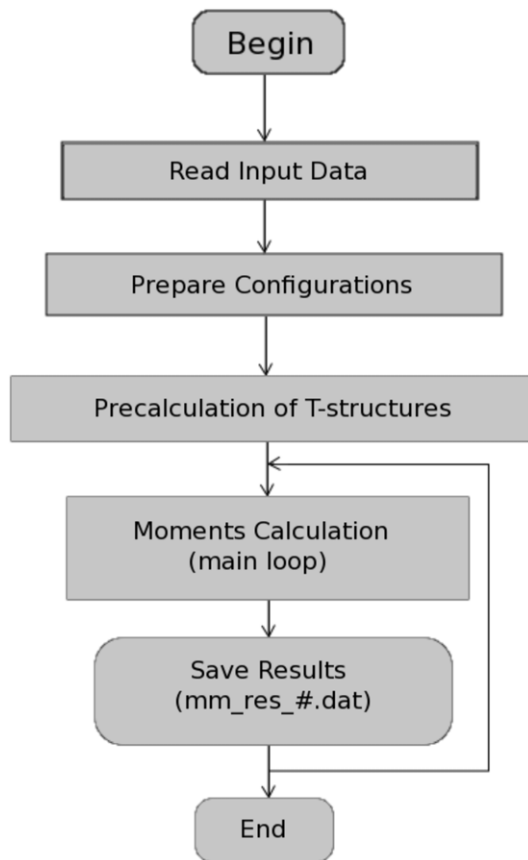 Begin
Read Input Data
Prepare Configurations
Precalculation of T-structures
Moments Calculation
(main loop)
Save Results
(mm_res_#.dat)
End